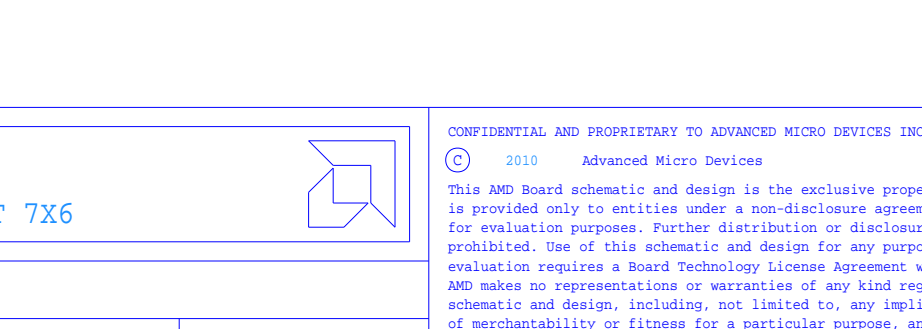 7X6
CONFIDENTIAL AND PROPRIETARY TO ADVANCED MICRO DEVICES INC
C 2010 Advanced Micro Devices
This AMD Board schematic and design is the exclusive prope
is provided only to entities under a non-disclosure agreem
for evaluation purposes. Further distribution or disclosur
prohibited. Use of this schematic and design for any purpo
evaluation requires a Board Technology License Agreement w
AMD makes no representations or warranties of any kind reg
schematic and design, including, not limited to, any impli
of merchantability or fitness for a particular purpose, an